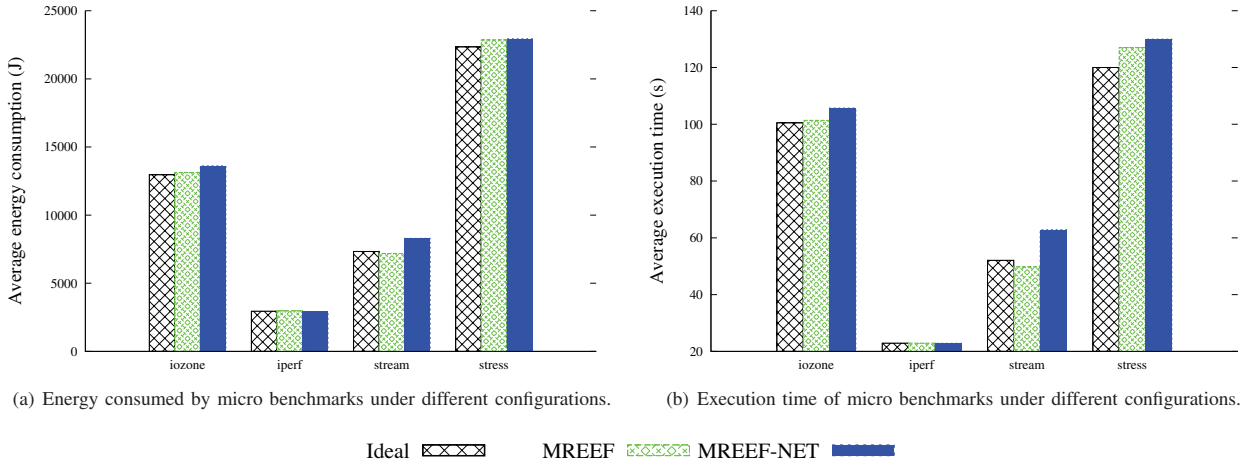 25000
20000
15000
10000
5000
0
Average energy consumption (J)
iozone iperf stream stress
(a) Energy consumed by micro benchmarks under different configurations.
140
120
100
80
60
40
20
Average execution time (s)
iozone iperf stream stress
(b) Execution time of micro benchmarks under different configurations.
Ideal MREEF MREEF-NET